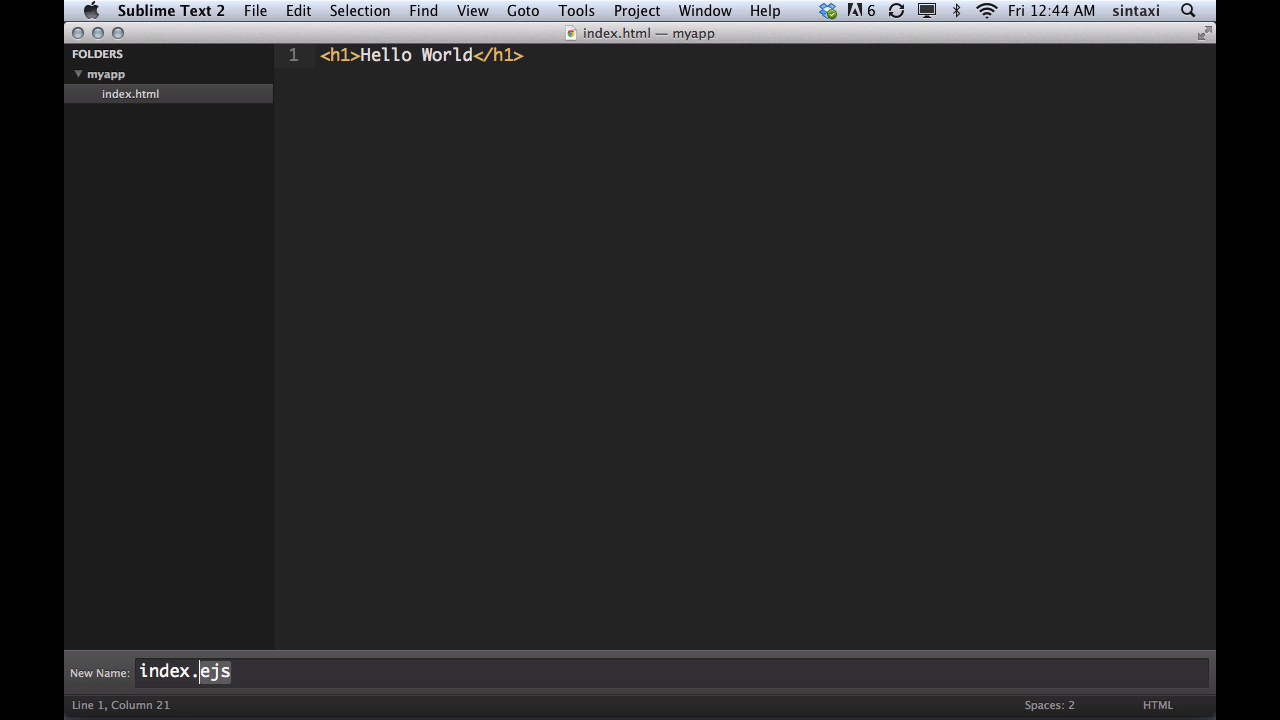 Sublime Text 2 File Edit Selection Find View Goto Tools Project Window Help 6 Fri 12:44 AM sintaxi
index.html — myapp
FOLDERS
myapp
index.html
1 <h1>Hello World</h1>
New Name: index.ejs
Line 1, Column 21 Spaces: 2 HTML